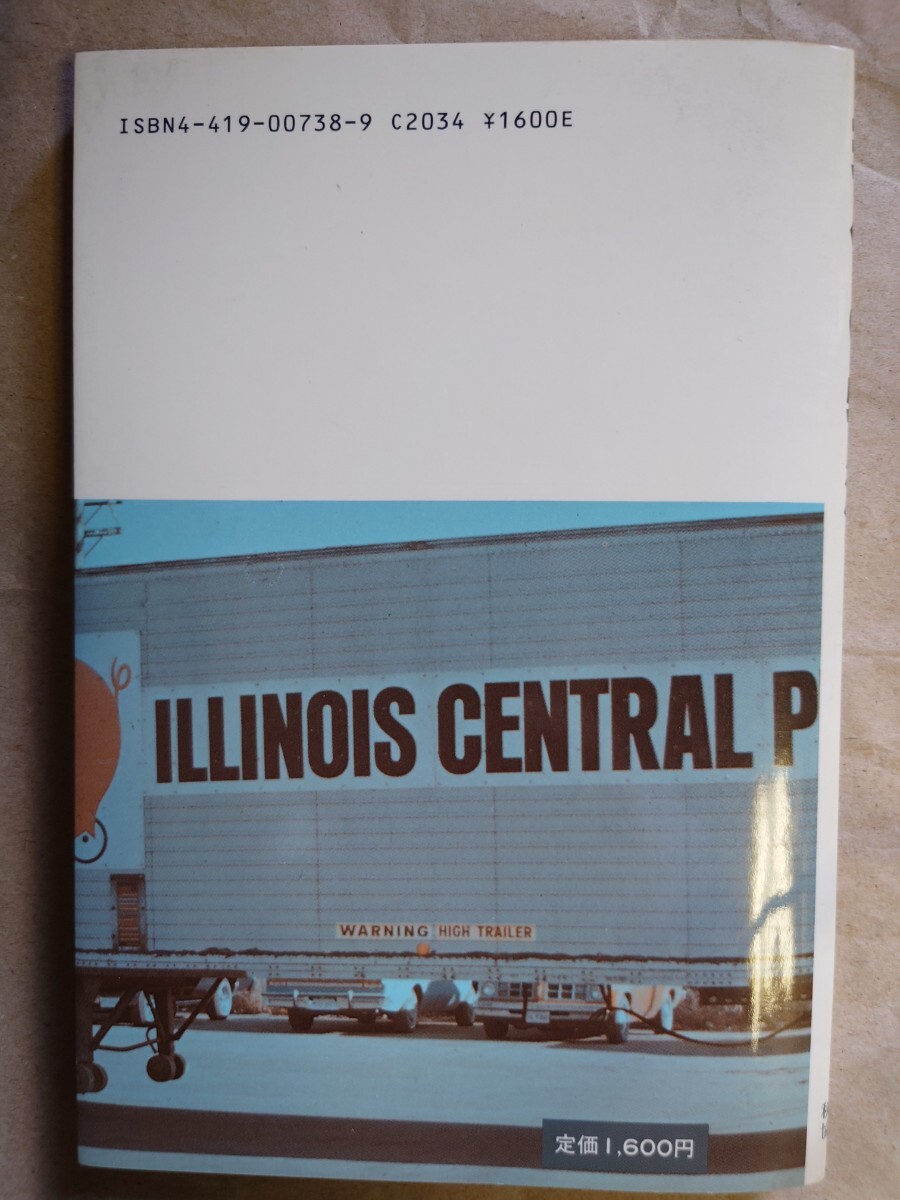 ISBN4-419-00738-9 C2034 ¥1600E
ILLINOIS CENTRAL P
WARNING HIGH TRAILER
定価1,600円